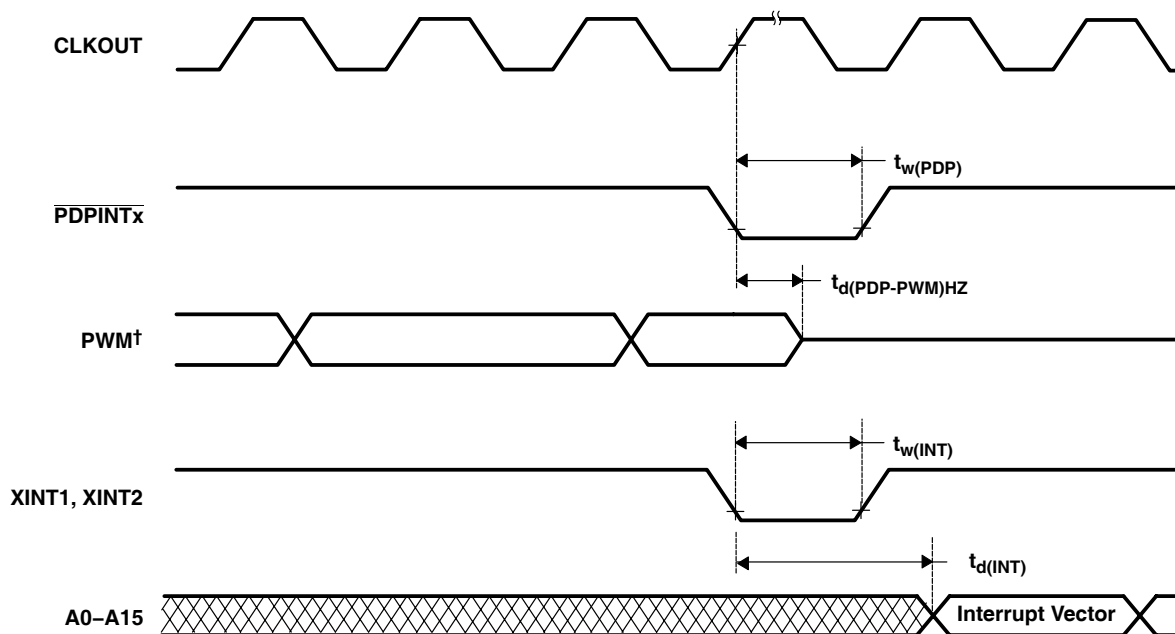 CLKOUT
tw(PDP)
PDPINTx
td(PDP-PWM)HZ
PWM†
tw(INT)
XINT1, XINT2
td(INT)
A0–A15
Interrupt Vector